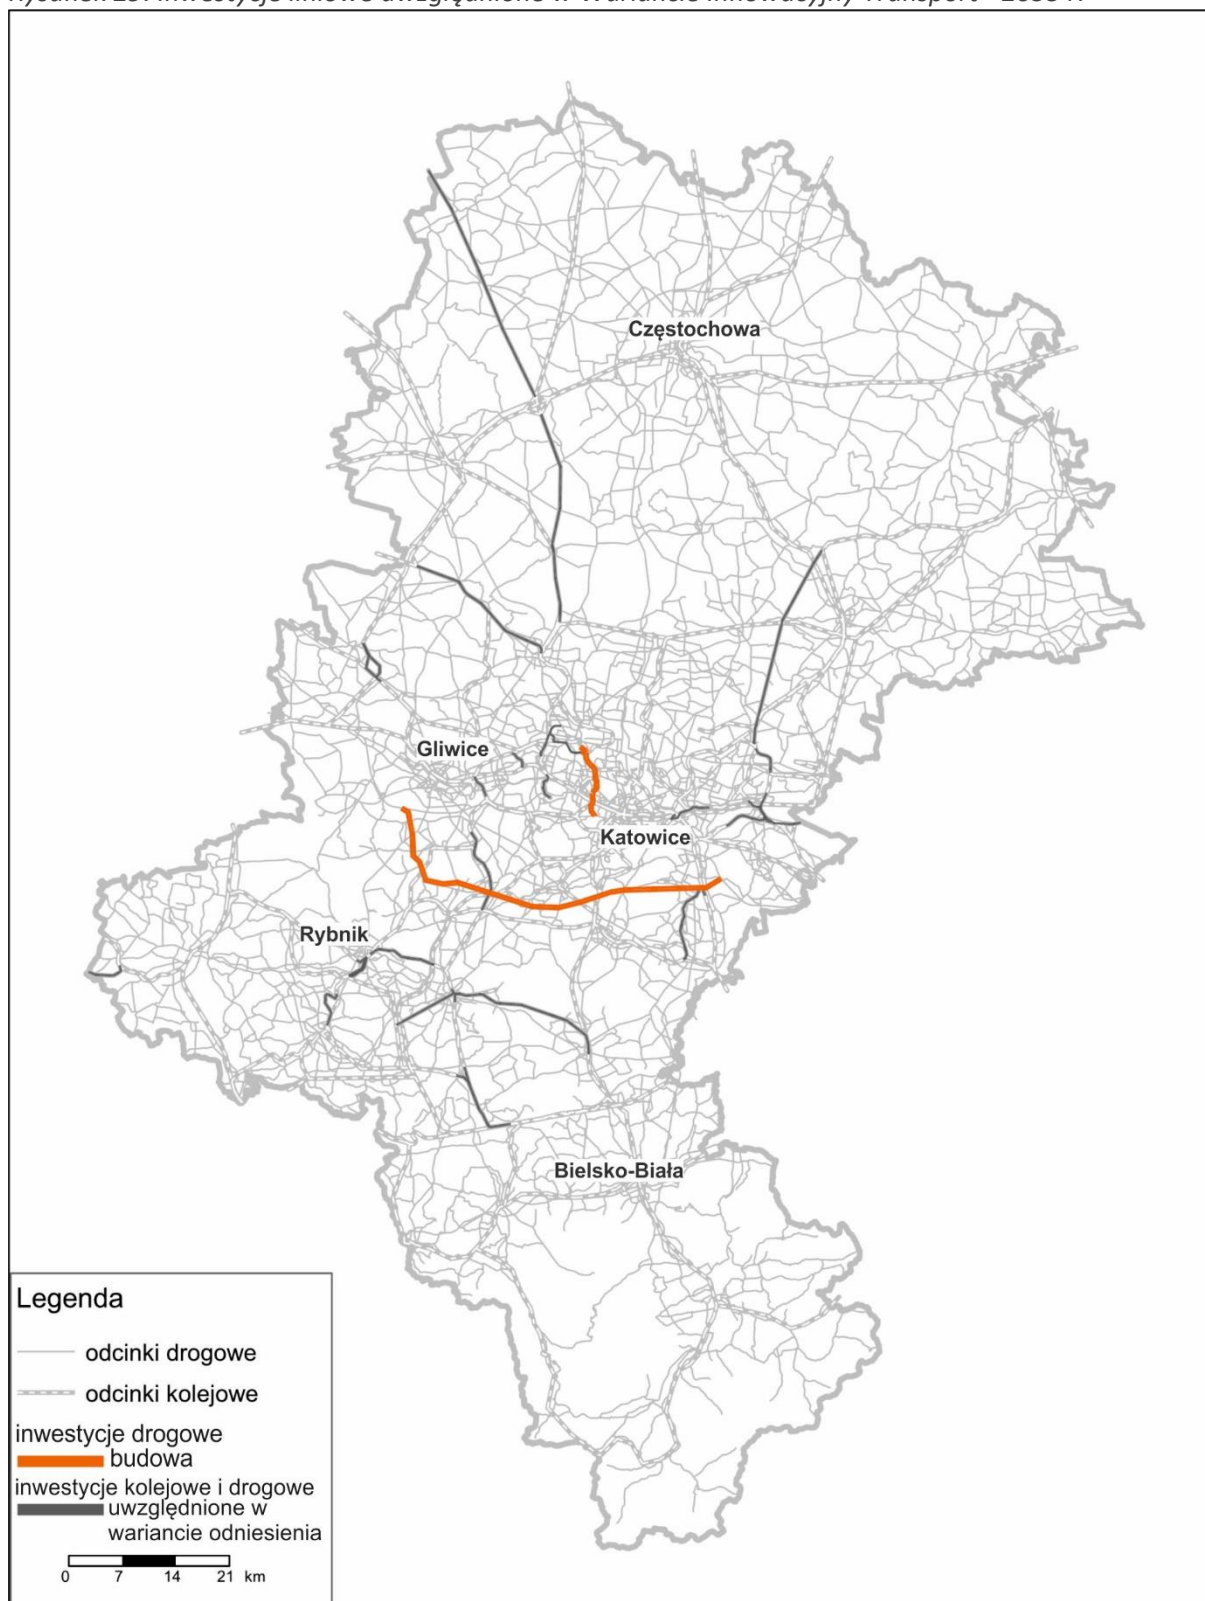 Częstochowa
Gliwice
Katowice
Rybnik
Bielsko-Biała
Legenda
odcinki drogowe
odcinki kolejowe
inwestycje drogowe
budowa
inwestycje kolejowe i drogowe
uwzględnione w
wariancie odniesienia
0 7 14 21 km